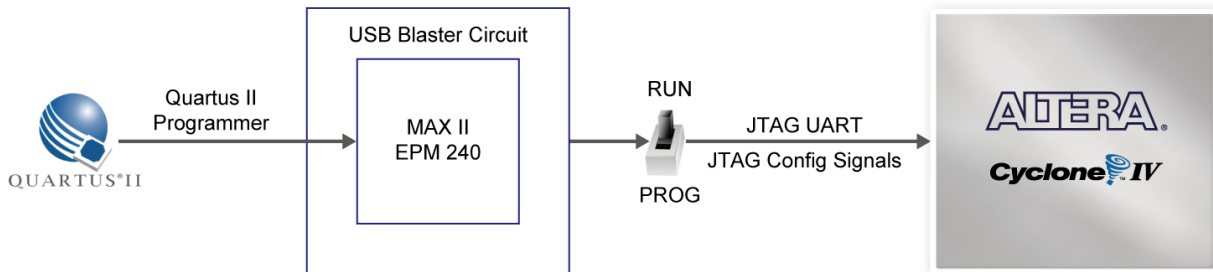 USB Blaster Circuit
Quartus II
Programmer
QUARTUS®II
MAX II
EPM 240
RUN
PROG
JTAG UART
JTAG Config Signals
ALTERA®
Cyclone™ IV